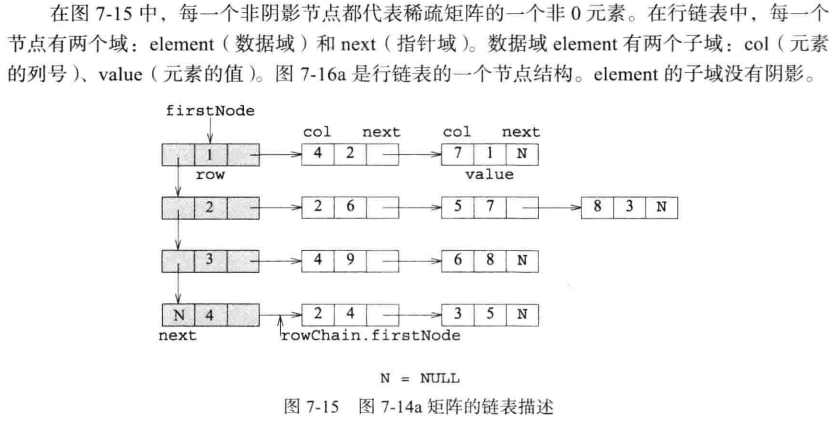 在图 7-15 中，每一个非阴影节点都代表稀疏矩阵的一个非 0 元素。在行链表中，每一个
节点有两个域：element（数据域）和 next（指针域）。数据域 element 有两个子域：col（元素
的列号）、value（元素的值）。图 7-16a 是行链表的一个节点结构。element 的子域没有阴影。
firstNode
col next col next
1 4 2 7 1 N
row value
2 2 6 5 7 8 3 N
3 4 9 6 8 N
N 4 2 4 3 5 N
next rowChain.firstNode
N = NULL
图 7-15 图 7-14a 矩阵的链表描述